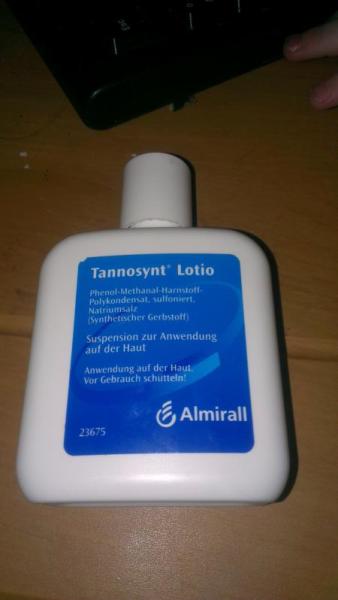 Tannosynt® Lotio
Phenol-Methanal-Harnstoff-
Polykondensat, sulfoniert,
Natriumsalz
(Synthetischer Gerbstoff)
Suspension zur Anwendung
auf der Haut
Anwendung auf der Haut.
Vor Gebrauch schütteln!
Almirall
23675